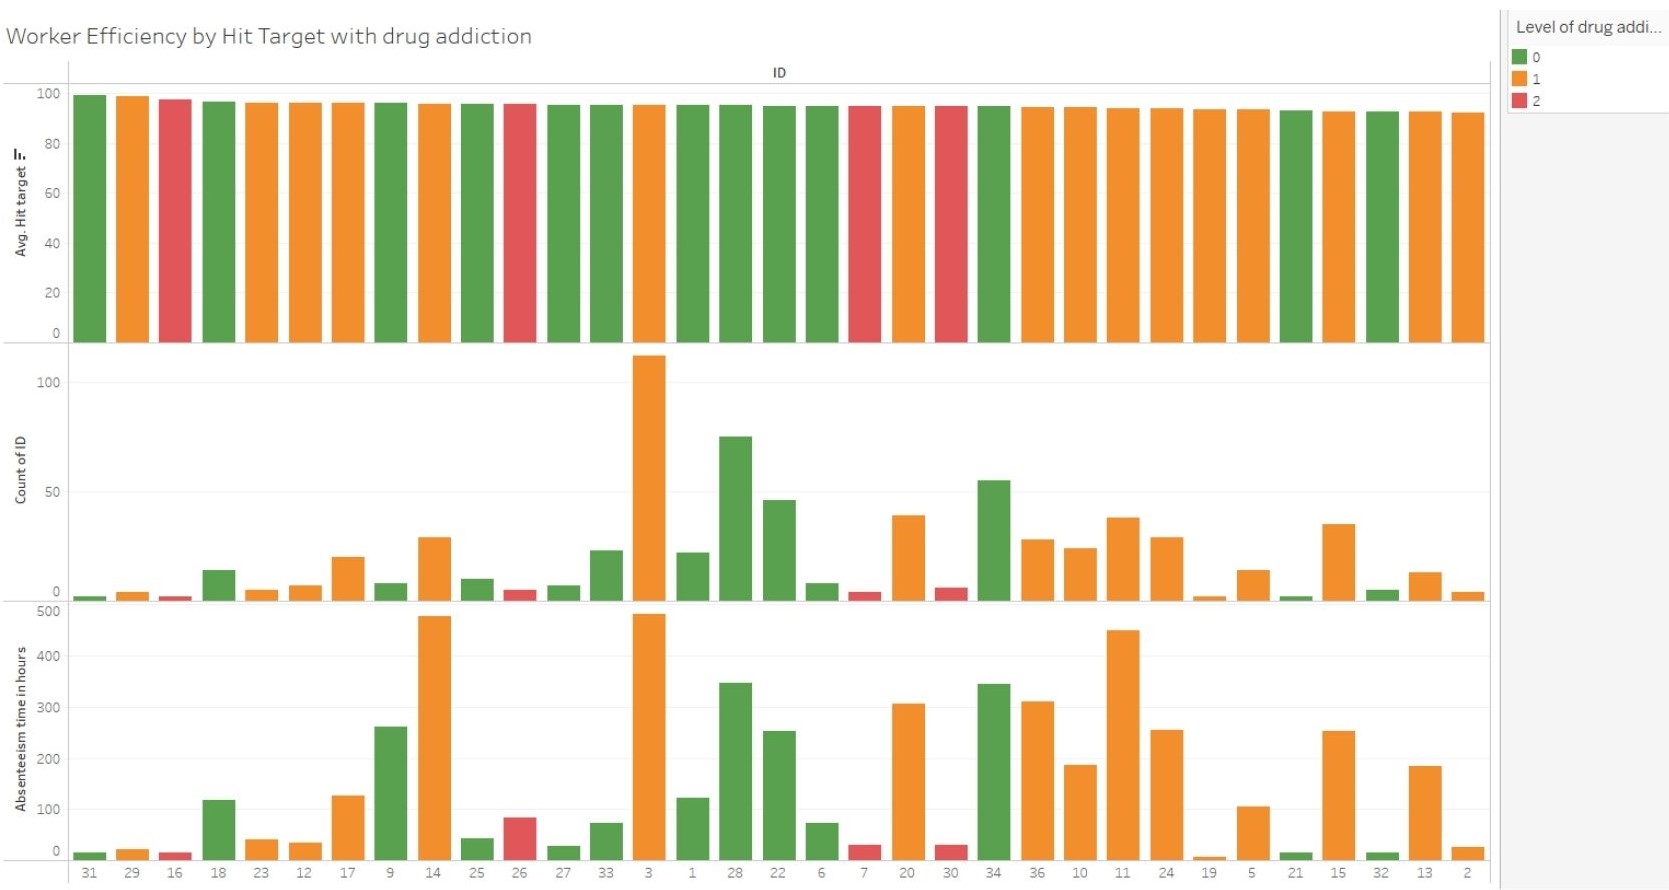 Worker Efficiency by Hit Target with drug addiction
ID
Avg. Hit target
100
80
60
40
20
0
Count of ID
100
50
0
Absenteeism time in hours
500
400
300
200
100
0
31 29 16 18 23 12 17 9 14 25 26 27 33 3 1 28 22 6 7 20 30 34 36 10 11 24 19 5 21 15 32 13 2
Level of drug addi...
0
1
2